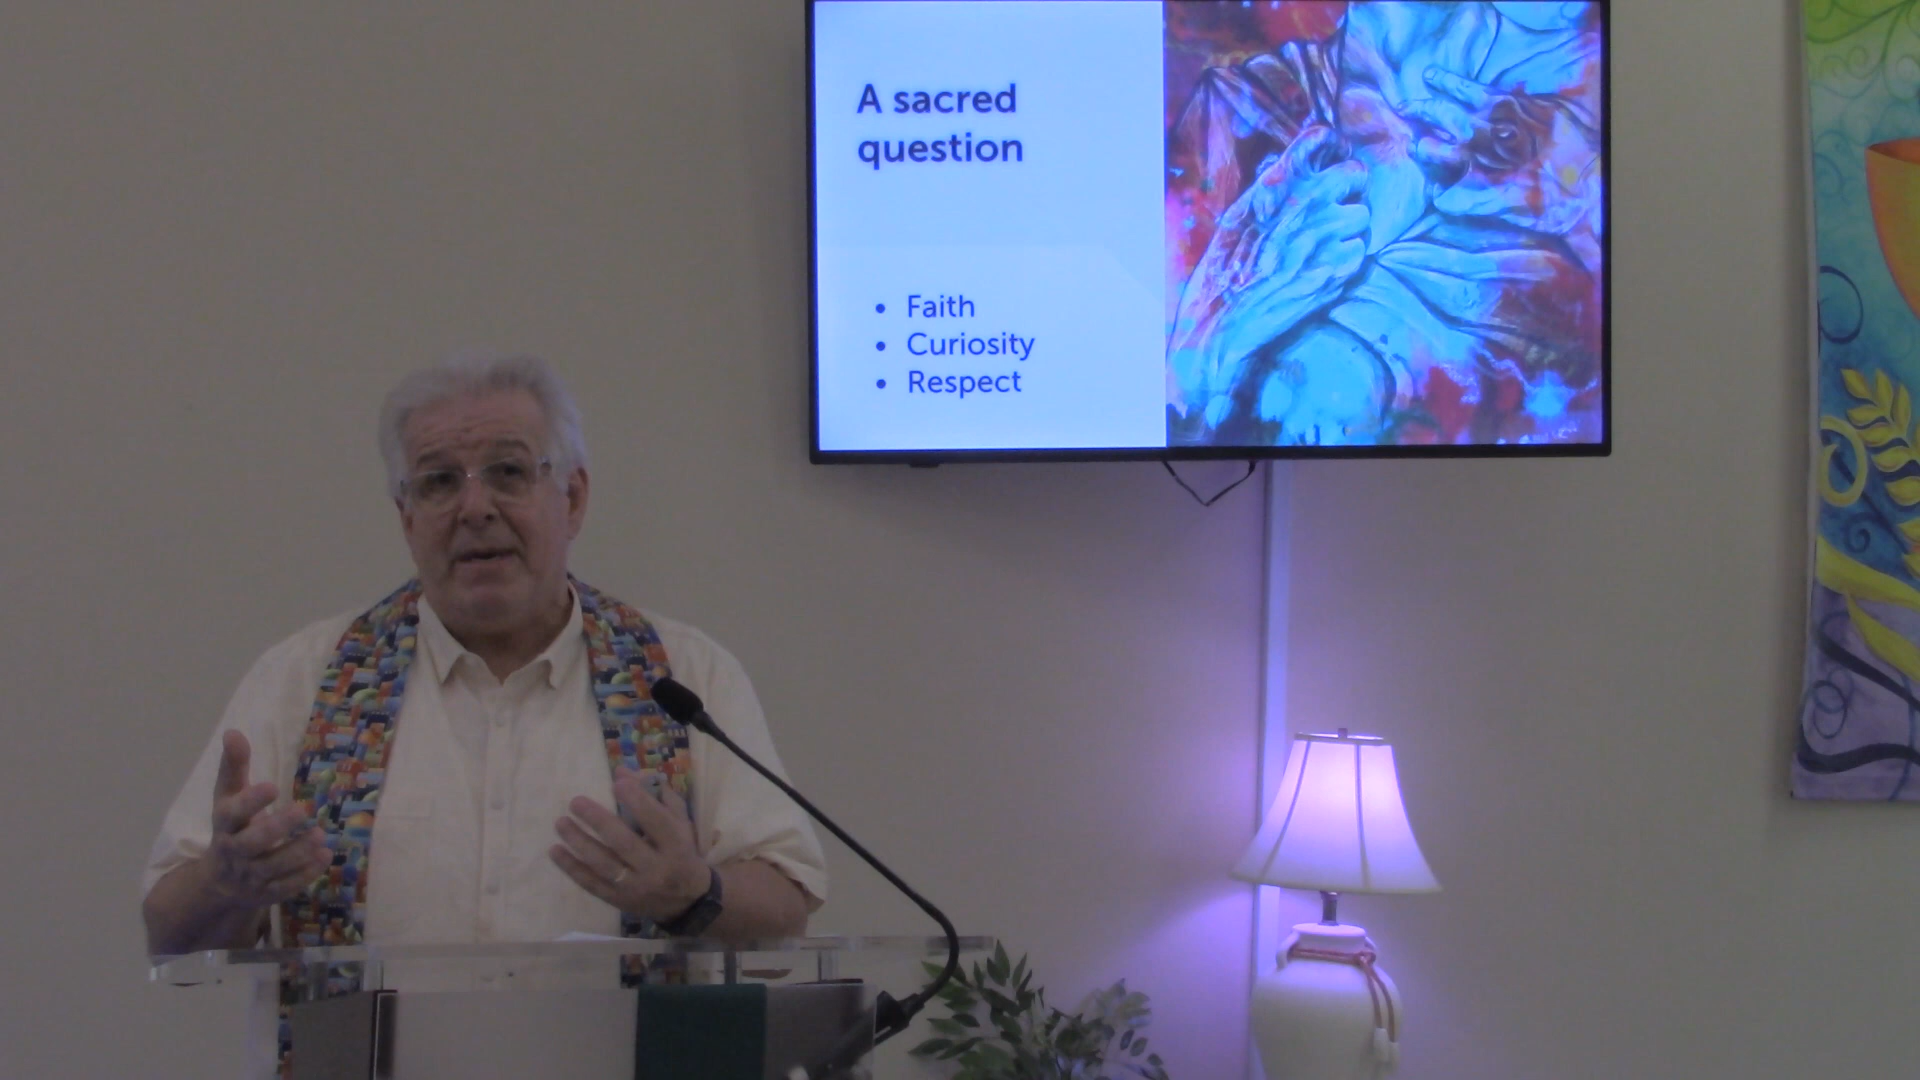 A sacred
question
• Faith
• Curiosity
• Respect